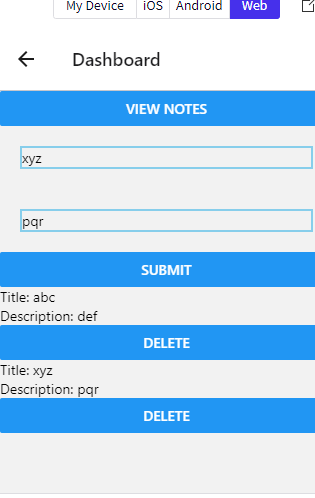 My Device iOS Android Web
Dashboard
VIEW NOTES
xyz
pqr
SUBMIT
Title: abc
Description: def
DELETE
Title: xyz
Description: pqr
DELETE